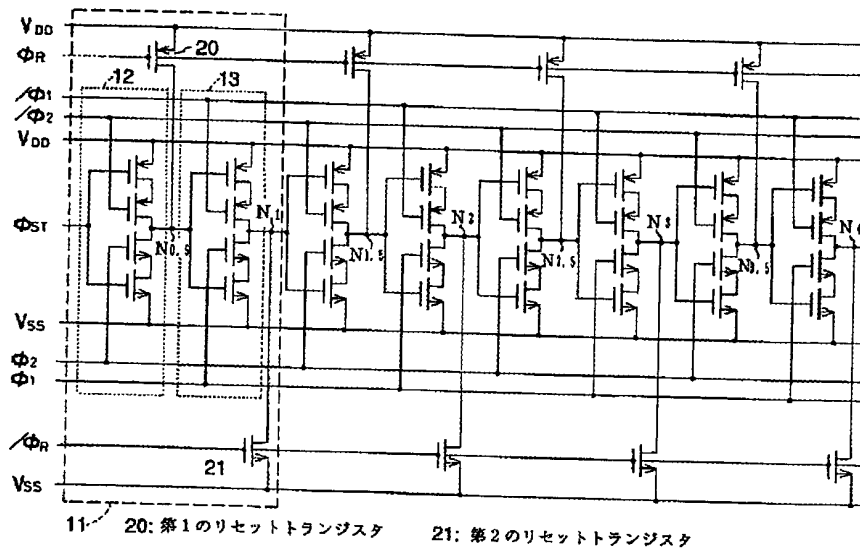 VDD
ΦR
20
12
13
/Φ1
/Φ2
VDD
ΦST
N0.5
N1
N1.5
N2
N2.5
N3
N3.5
N4
VSS
Φ2
Φ1
/ΦR
21
VSS
11
20: 第1のリセットトランジスタ
21: 第2のリセットトランジスタ